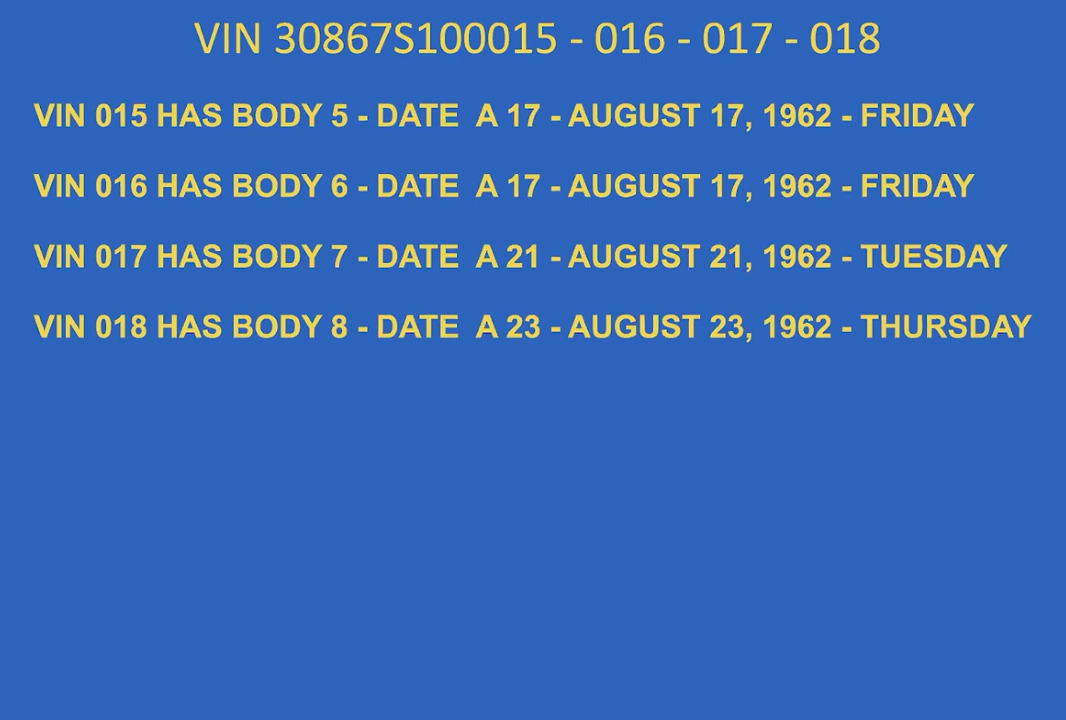 VIN 30867S100015 - 016 - 017 - 018
VIN 015 HAS BODY 5 - DATE  A 17 - AUGUST 17, 1962 - FRIDAY
VIN 016 HAS BODY 6 - DATE  A 17 - AUGUST 17, 1962 - FRIDAY
VIN 017 HAS BODY 7 - DATE  A 21 - AUGUST 21, 1962 - TUESDAY
VIN 018 HAS BODY 8 - DATE  A 23 - AUGUST 23, 1962 - THURSDAY